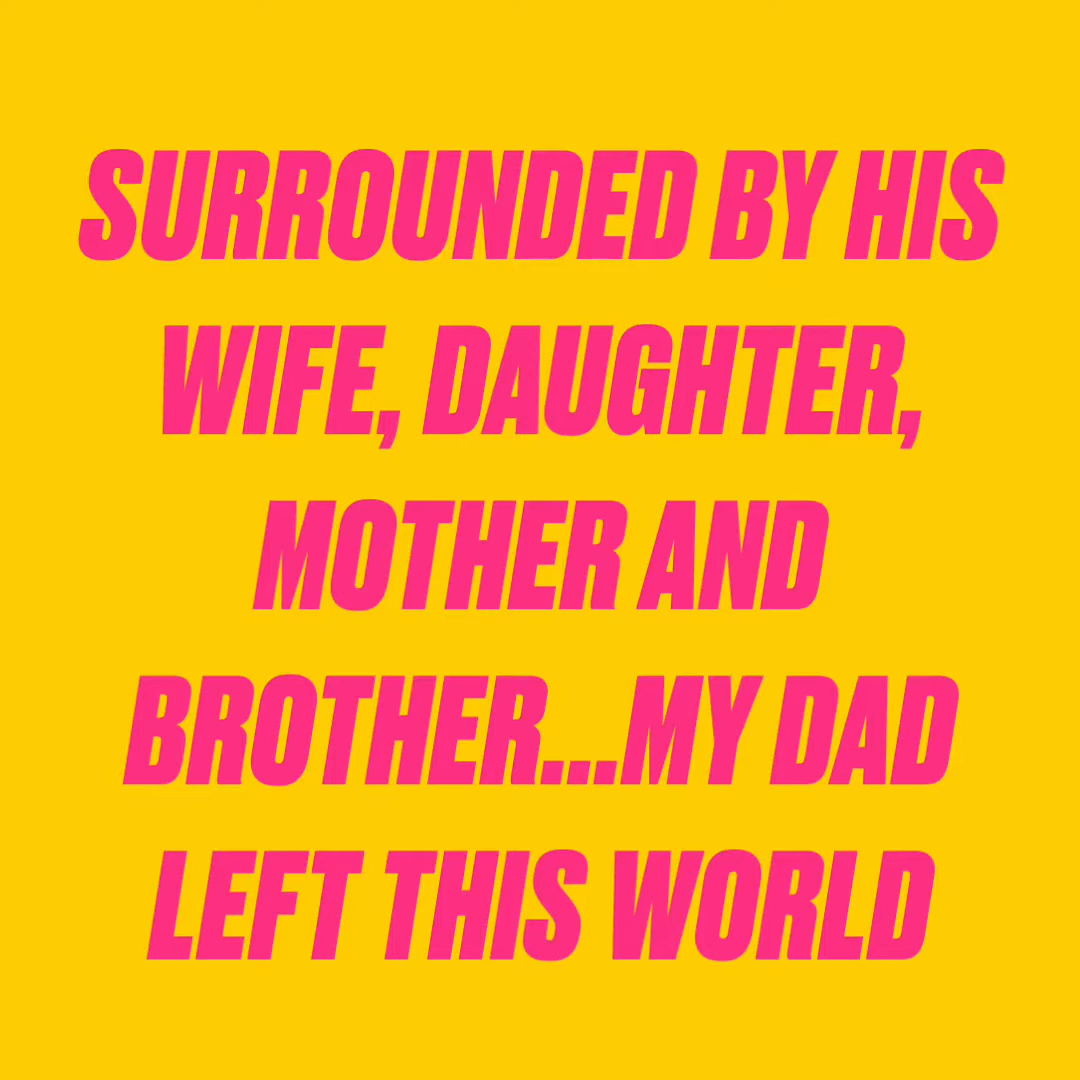 SURROUNDED BY HIS
WIFE, DAUGHTER,
MOTHER AND
BROTHER...MY DAD
LEFT THIS WORLD